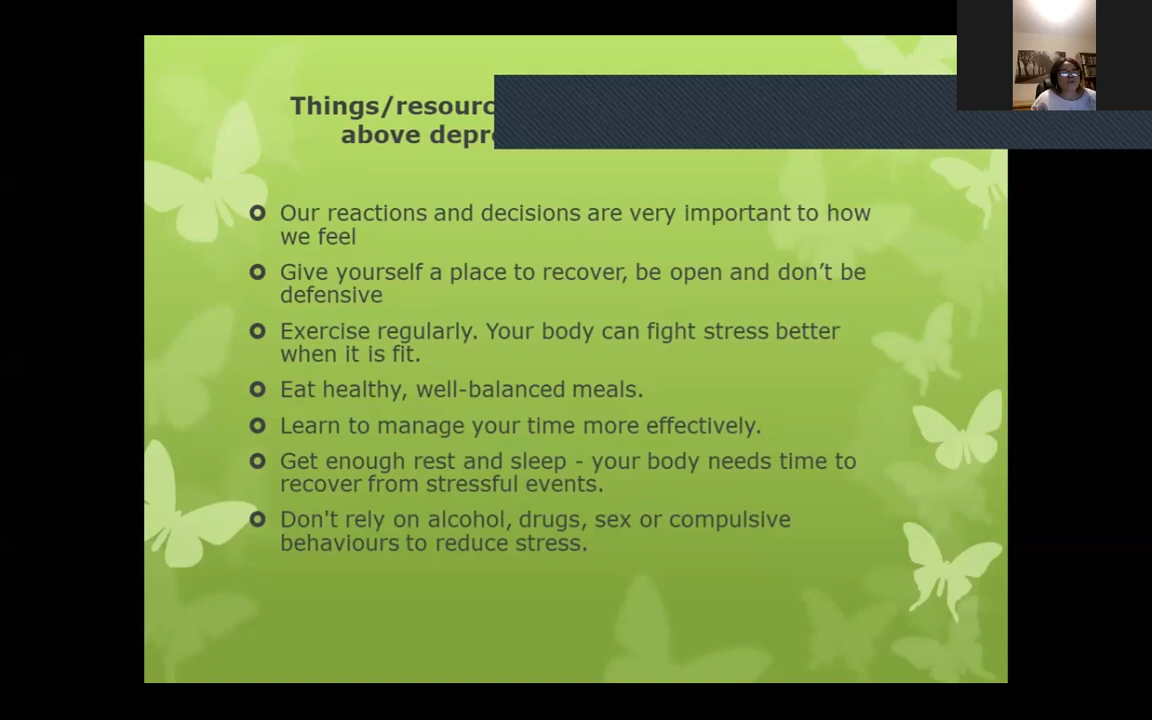 Things/resourc
above depr
Our reactions and decisions are very important to how
we feel
Give yourself a place to recover, be open and don’t be
defensive
Exercise regularly. Your body can fight stress better
when it is fit.
Eat healthy, well-balanced meals.
Learn to manage your time more effectively.
Get enough rest and sleep - your body needs time to
recover from stressful events.
Don't rely on alcohol, drugs, sex or compulsive
behaviours to reduce stress.